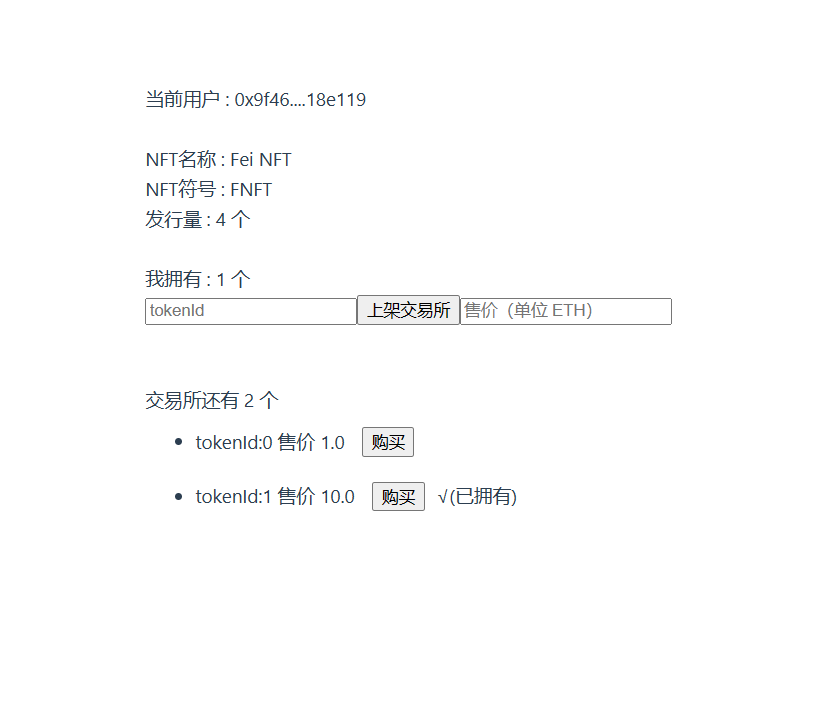 当前用户 : 0x9f46....18e119
NFT名称 : Fei NFT
NFT符号 : FNFT
发行量 : 4 个
我拥有 : 1 个
tokenId 上架交易所 售价（单位 ETH）
交易所还有 2 个
tokenId:0 售价 1.0 购买
tokenId:1 售价 10.0 购买 √(已拥有)